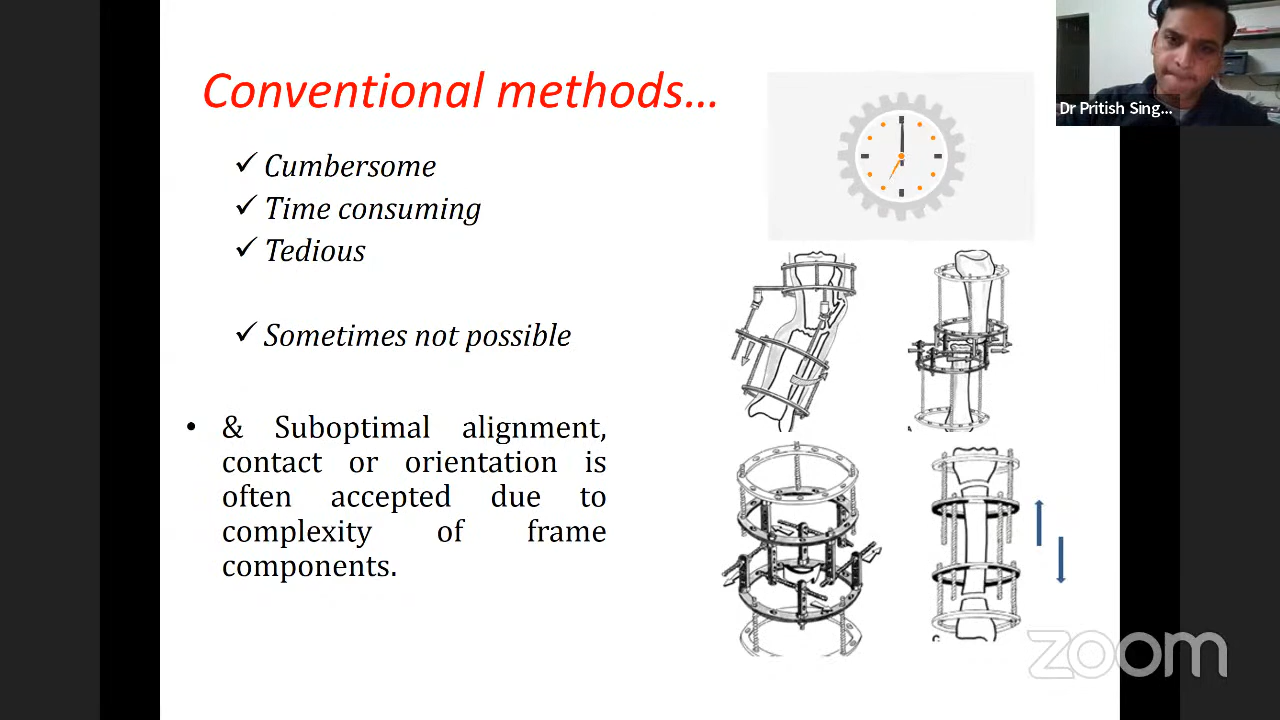 Conventional methods...
✓ Cumbersome
✓ Time consuming
✓ Tedious
✓ Sometimes not possible
• & Suboptimal alignment,
contact or orientation is
often accepted due to
complexity of frame
components.
Dr Pritish Sing...
zoom